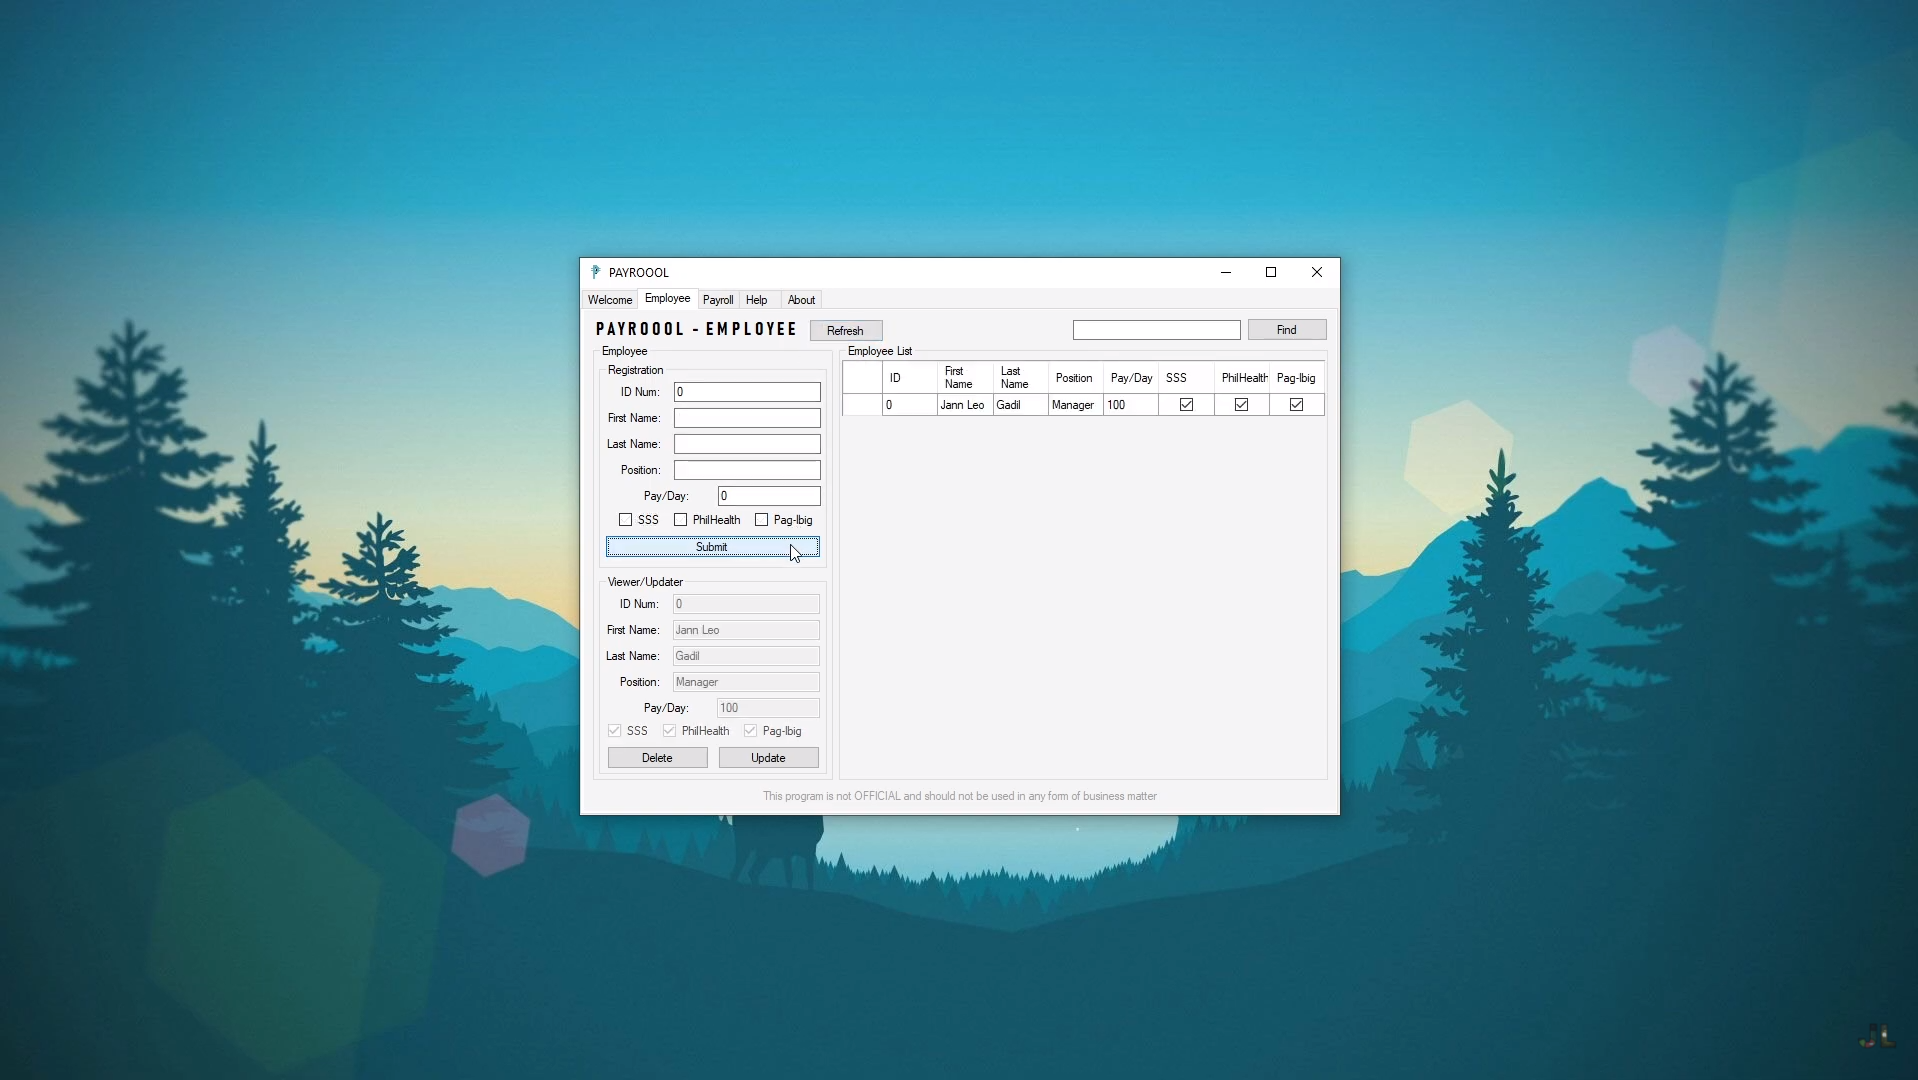 PAYROOOL
Welcome Employee Payroll Help About
PAYROOOL - EMPLOYEE Refresh Find
Employee
Registration
ID Num: 0
First Name:
Last Name:
Position:
Pay/Day: 0
SSS PhilHealth Pag-Ibig
Submit
Viewer/Updater
ID Num: 0
First Name: Jann Leo
Last Name: Gadil
Position: Manager
Pay/Day: 100
SSS PhilHealth Pag-Ibig
Delete Update
Employee List
ID First Name Last Name Position Pay/Day SSS PhilHealth Pag-Ibig
0 Jann Leo Gadil Manager 100
This program is not OFFICIAL and should not be used in any form of business matter
JL